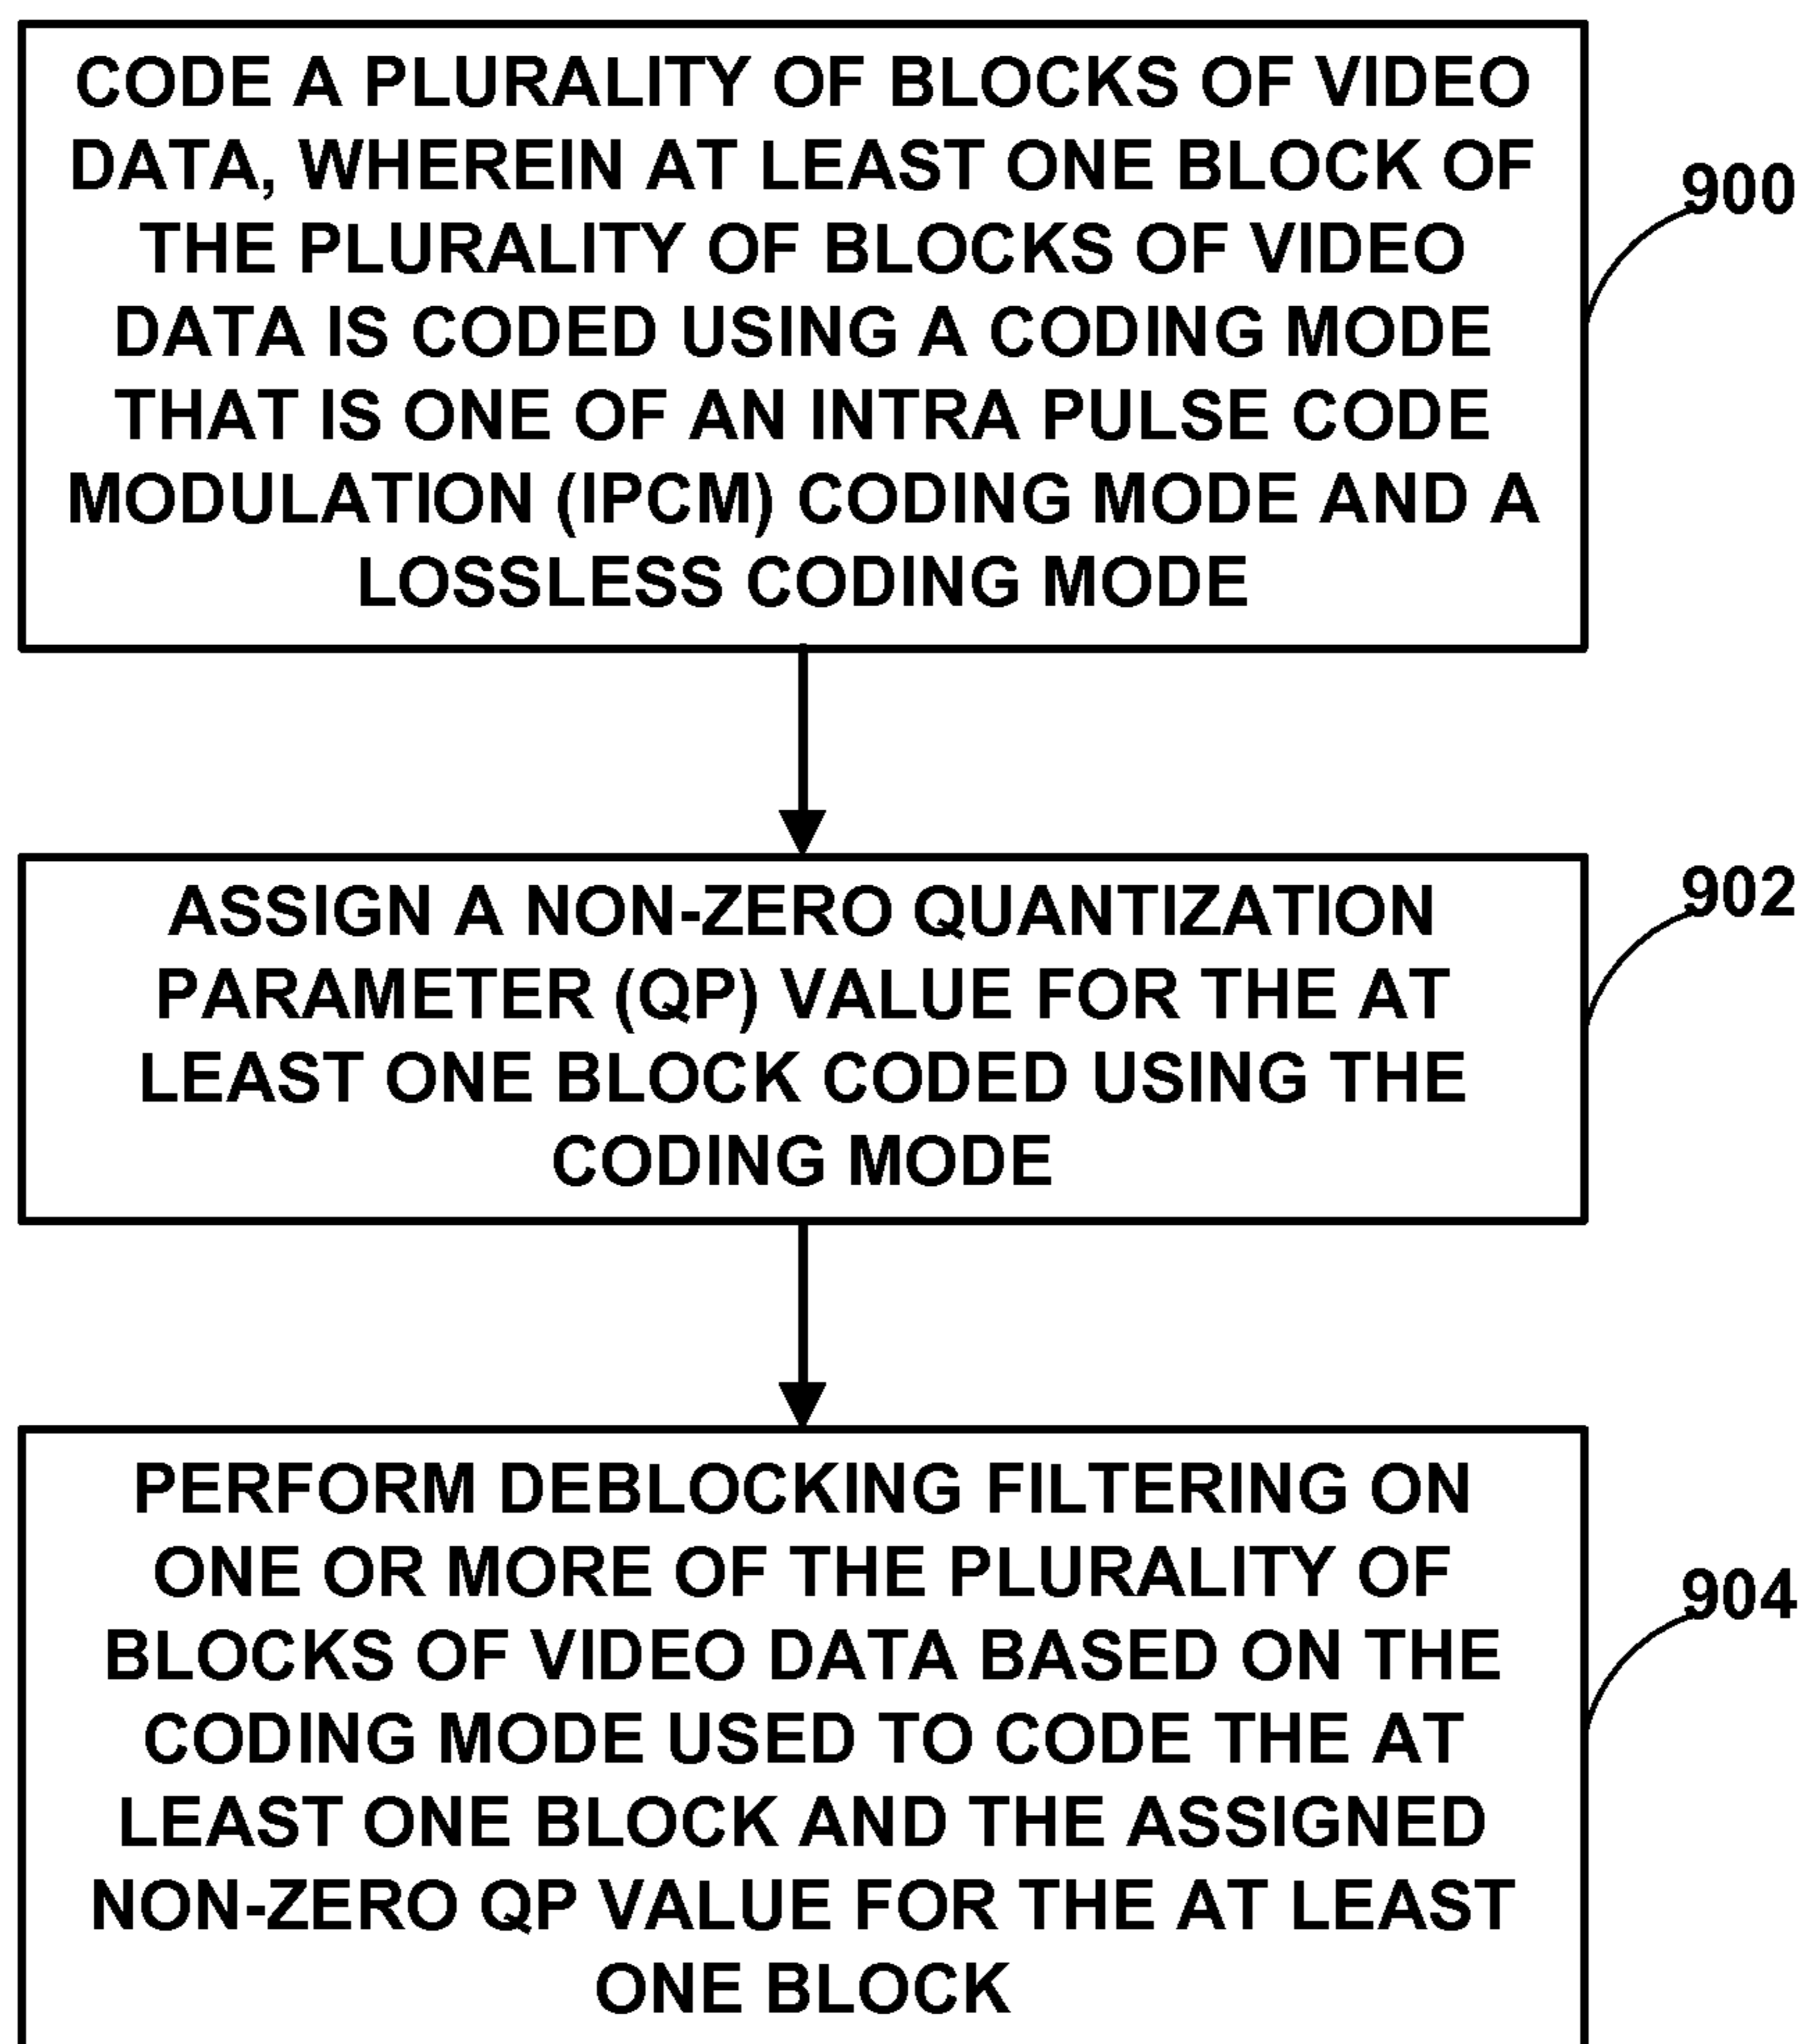 CODE A PLURALITY OF BLOCKS OF VIDEO
DATA, WHEREIN AT LEAST ONE BLOCK OF
THE PLURALITY OF BLOCKS OF VIDEO
DATA IS CODED USING A CODING MODE
THAT IS ONE OF AN INTRA PULSE CODE
MODULATION (IPCM) CODING MODE AND A
LOSSLESS CODING MODE
900
ASSIGN A NON-ZERO QUANTIZATION
PARAMETER (QP) VALUE FOR THE AT
LEAST ONE BLOCK CODED USING THE
CODING MODE
902
PERFORM DEBLOCKING FILTERING ON
ONE OR MORE OF THE PLURALITY OF
BLOCKS OF VIDEO DATA BASED ON THE
CODING MODE USED TO CODE THE AT
LEAST ONE BLOCK AND THE ASSIGNED
NON-ZERO QP VALUE FOR THE AT LEAST
ONE BLOCK
904